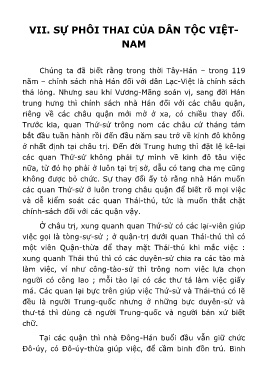 VII. SỰ PHÔI THAI CỦA DÂN TỘC VIỆT-
NAM
Chúng ta đã biết rằng trong thời Tây-Hán – trong 119
năm – chính sách nhà Hán đối với dân Lạc-Việt là chính sách
thả lỏng. Nhưng sau khi Vương-Mãng soán vị, sang đời Hán
trung hưng thì chính sách nhà Hán đối với các châu quận,
riêng về các châu quận mới mở ở xa, có chiều thay đổi.
Trước kia, quan Thứ-sử trông nom các châu cứ tháng tám
bắt đầu tuần hành rồi đến đầu năm sau trở về kinh đô không
ở nhất định tại châu trị. Đến đời Trung hưng thì đặt lệ kê-lại
các quan Thứ-sử không phải tự mình về kinh đô tâu việc
nữa, từ đó họ phải ở luôn tại trị sở, dầu có tang cha mẹ cũng
không được bỏ chức. Sự thay đổi ấy tỏ rằng nhà Hán muốn
các quan Thứ-sử ở luôn trong châu quận để biết rõ mọi việc
và dễ kiểm soát các quan Thái-thú, tức là muốn thắt chặt
chính-sách đối với các quận vậy.
Ở châu trị, xung quanh quan Thứ-sử có các lại-viên giúp
việc gọi là tòng-sự-sử ; ở quận-trị dưới quan Thái-thú thì có
một viên Quận-thừa để thay mặt Thái-thú khi mắc việc :
xung quanh Thái thú thì có các duyện-sử chia ra các tào mà
làm việc, ví như công-tào-sử thì trông nom việc lựa chọn
người có công lao ; mỗi tào lại có các thư tá làm việc giấy
má. Các quan lại bực trên giúp việc Thứ-sử và Thái-thú có lẽ
đều là người Trung-quốc nhưng ở những bực duyện-sử và
thư-tá thì dùng cả người Trung-quốc và người bản xứ biết
chữ.
Tại các quận thì nhà Đông-Hán buổi đầu vẫn giữ chức
Đô-úy, có Đô-úy-thừa giúp việc, để cầm binh đồn trú. Binh